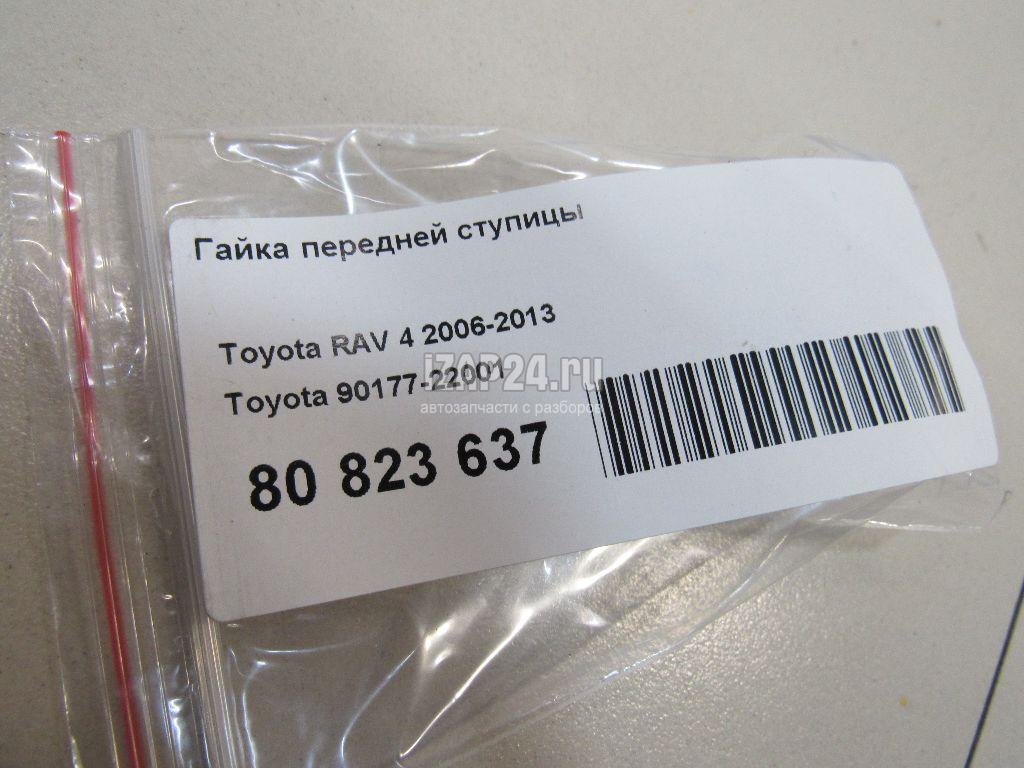 Гайка передней ступицы
Toyota RAV 4 2006-2013
Toyota 90177-22001
iZAP24.ru
автозапчасти с разборов
80 823 637